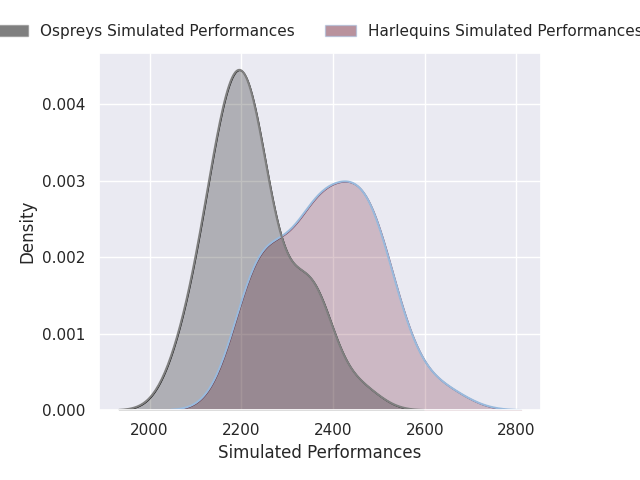 Ospreys Simulated Performances Harlequins Simulated Performances
0.004
0.003
0.002
0.001
0.000
Density
2000 2200 2400 2600 2800
Simulated Performances